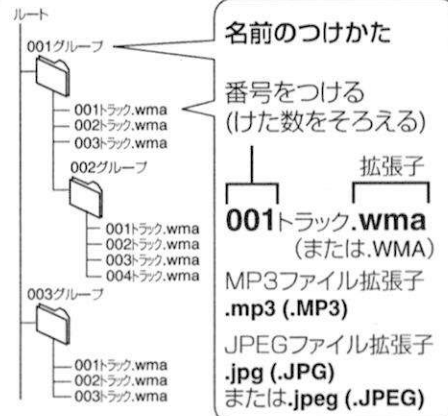 ルート
001グループ
001トラック.wma
002トラック.wma
003トラック.wma
002グループ
001トラック.wma
002トラック.wma
003トラック.wma
004トラック.wma
003グループ
001トラック.wma
002トラック.wma
003トラック.wma
名前のつけかた
番号をつける
(けた数をそろえる)
拡張子
001トラック.wma
(または.WMA)
MP3ファイル拡張子
.mp3 (.MP3)
JPEGファイル拡張子
.jpg (.JPG)
または.jpeg (.JPEG)